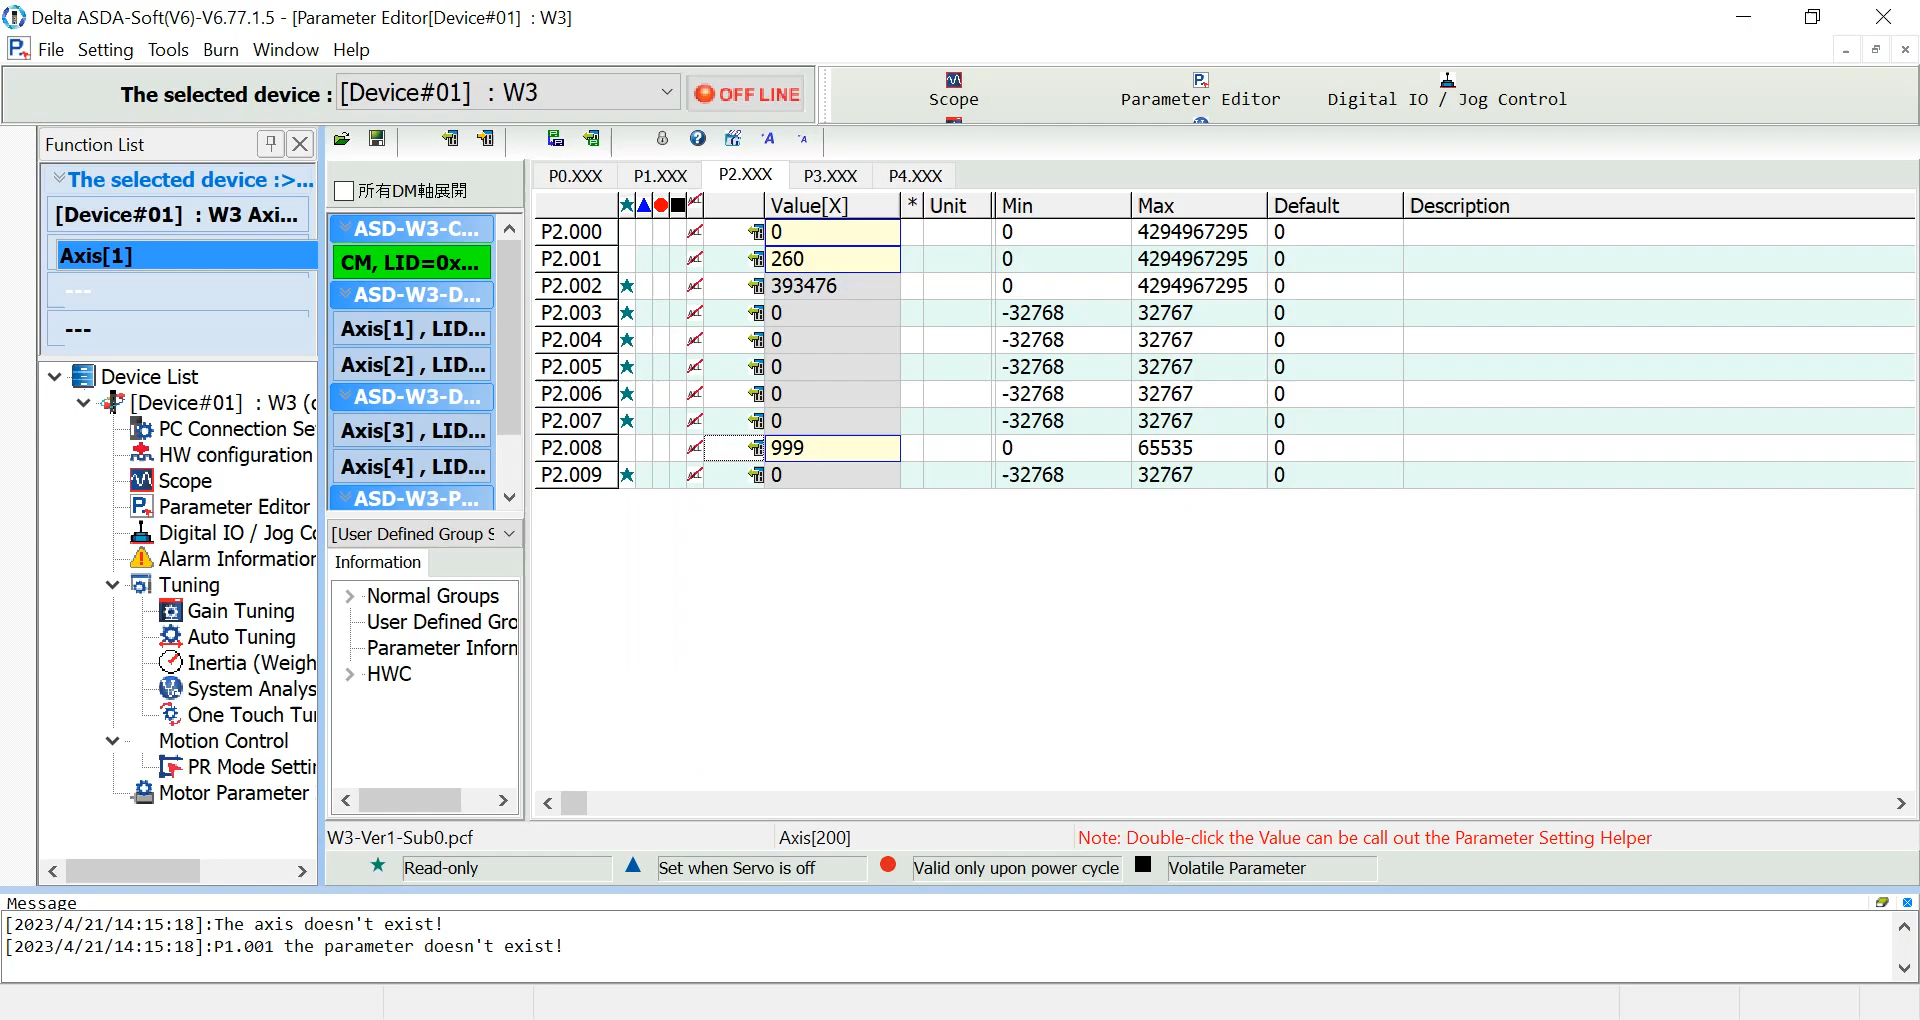 Delta ASDA-Soft(V6)-V6.77.1.5 - [Parameter Editor[Device#01]  : W3]
File Setting Tools Burn Window Help
The selected device : [Device#01]  : W3 OFF LINE
Scope Parameter Editor Digital IO / Jog Control
Function List
The selected device :>...
[Device#01]  : W3 Axi...
Axis[1]
---
---
Device List
[Device#01]  : W3 (c
PC Connection Se
HW configuration
Scope
Parameter Editor
Digital IO / Jog Co
Alarm Information
Tuning
Gain Tuning
Auto Tuning
Inertia (Weigh
System Analys
One Touch Tu
Motion Control
PR Mode Settin
Motor Parameter
所有DM軸展開
ASD-W3-C...
CM, LID=0x...
ASD-W3-D...
Axis[1] , LID...
Axis[2] , LID...
ASD-W3-D...
Axis[3] , LID...
Axis[4] , LID...
ASD-W3-P...
[User Defined Group S
Information
Normal Groups
User Defined Gro
Parameter Inforn
HWC
P0.XXX P1.XXX P2.XXX P3.XXX P4.XXX
Value[X] * Unit Min Max Default Description
P2.000 0 0 4294967295 0
P2.001 260 0 4294967295 0
P2.002 393476 0 4294967295 0
P2.003 0 -32768 32767 0
P2.004 0 -32768 32767 0
P2.005 0 -32768 32767 0
P2.006 0 -32768 32767 0
P2.007 0 -32768 32767 0
P2.008 999 0 65535 0
P2.009 0 -32768 32767 0
W3-Ver1-Sub0.pcf Axis[200] Note: Double-click the Value can be call out the Parameter Setting Helper
Read-only Set when Servo is off Valid only upon power cycle Volatile Parameter
Message
[2023/4/21/14:15:18]:The axis doesn't exist!
[2023/4/21/14:15:18]:P1.001 the parameter doesn't exist!